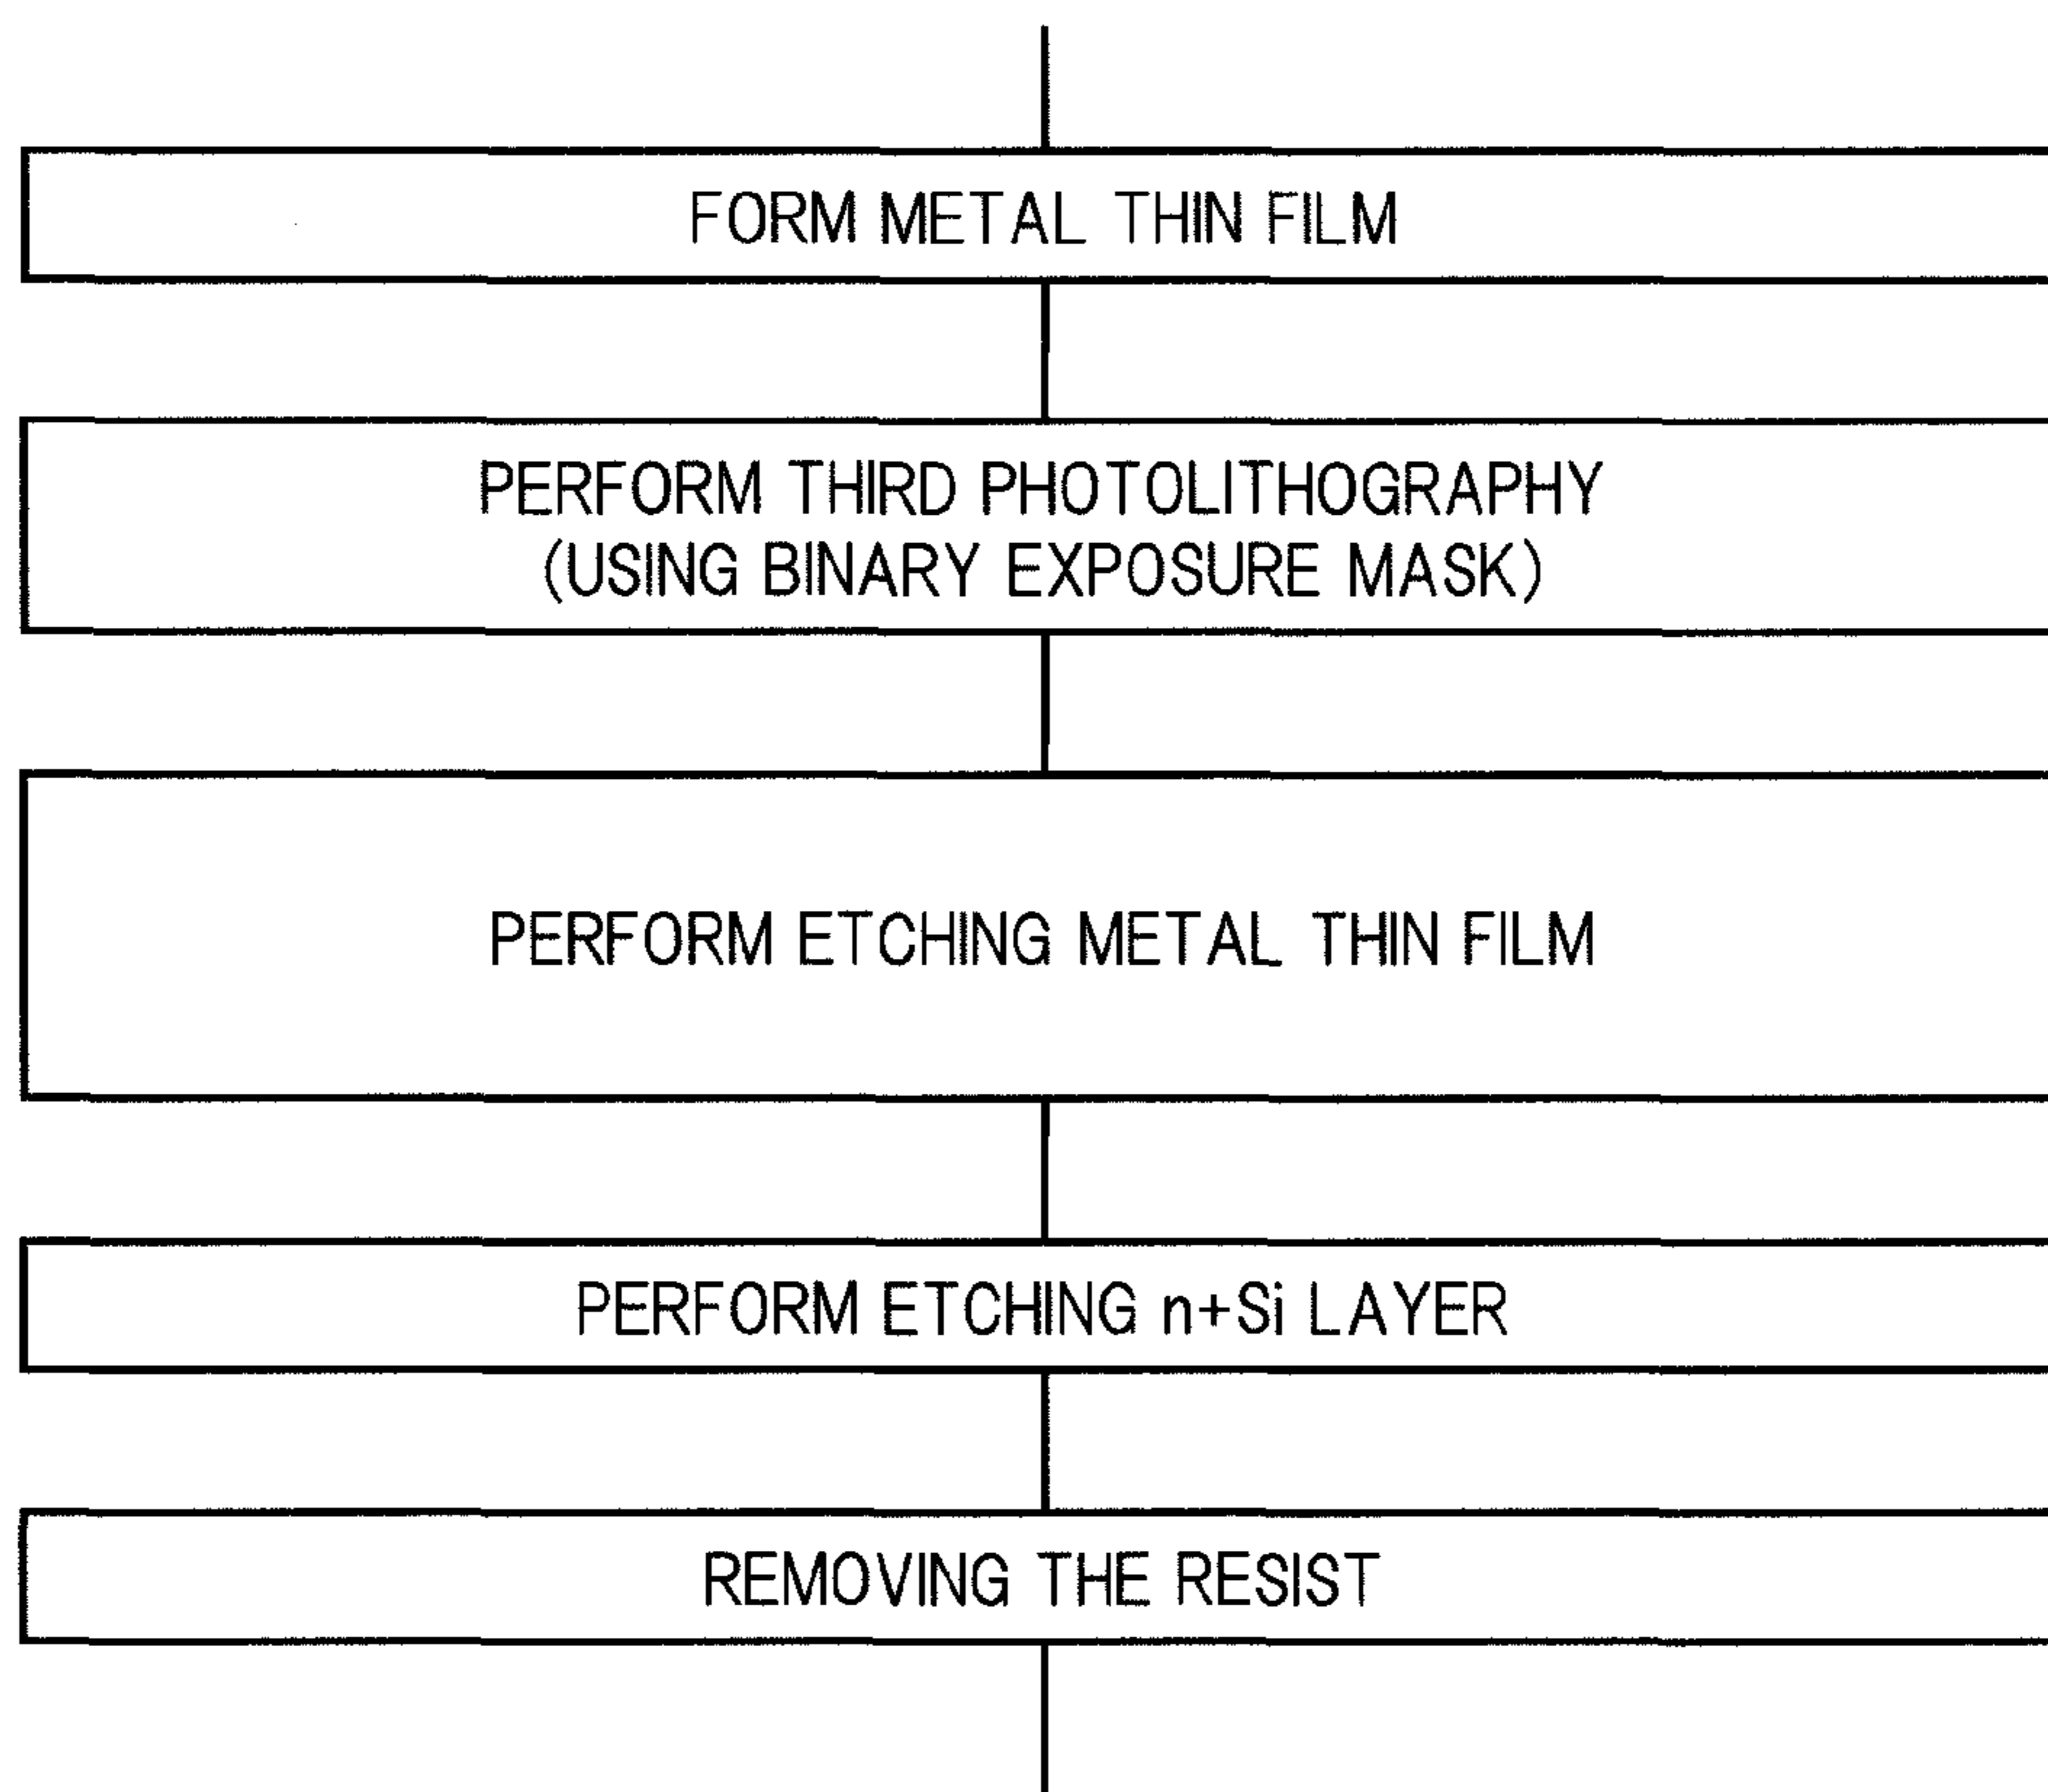 FORM METAL THIN FILM
PERFORM THIRD PHOTOLITHOGRAPHY
(USING BINARY EXPOSURE MASK)
PERFORM ETCHING METAL THIN FILM
PERFORM ETCHING n+Si LAYER
REMOVING THE RESIST